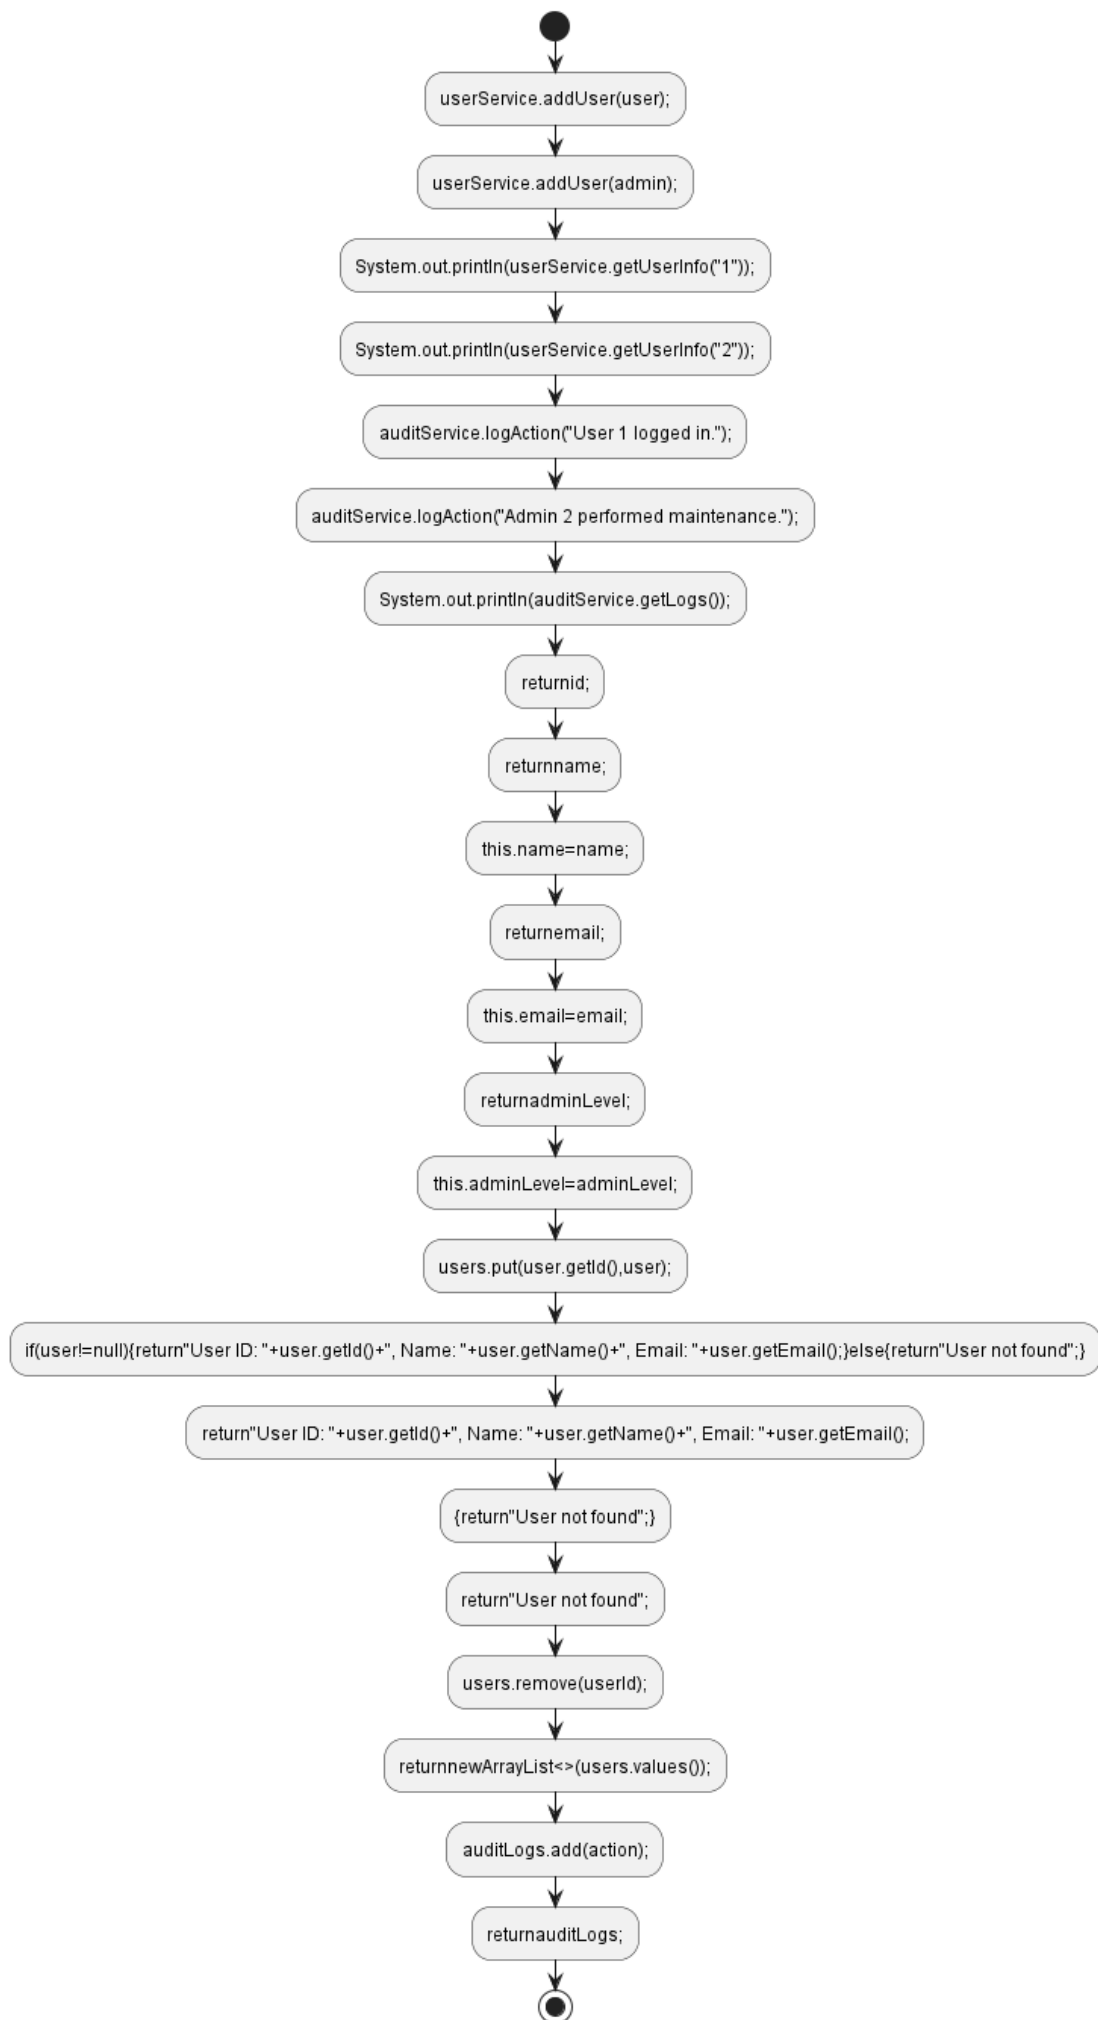 userService.addUser(user);
userService.addUser(admin);
System.out.println(userService.getUserInfo("1"));
System.out.println(userService.getUserInfo("2"));
auditService.logAction("User 1 logged in.");
auditService.logAction("Admin 2 performed maintenance.");
System.out.println(auditService.getLogs());
returnid;
returnname;
this.name=name;
returnemail;
this.email=email;
returnadminLevel;
this.adminLevel=adminLevel;
users.put(user.getId(),user);
if(user!=null){return"User ID: "+user.getId()+", Name: "+user.getName()+", Email: "+user.getEmail();}else{return"User not found";}
return"User ID: "+user.getId()+", Name: "+user.getName()+", Email: "+user.getEmail();
{return"User not found";}
return"User not found";
users.remove(userId);
returnnewArrayList<>(users.values());
auditLogs.add(action);
returnauditLogs;